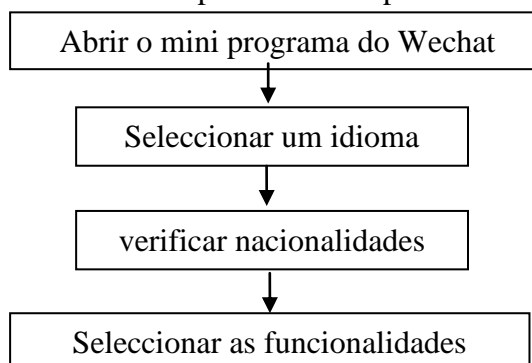 Abrir o mini programa do Wechat
Seleccionar um idioma
verificar nacionalidades
Seleccionar as funcionalidades